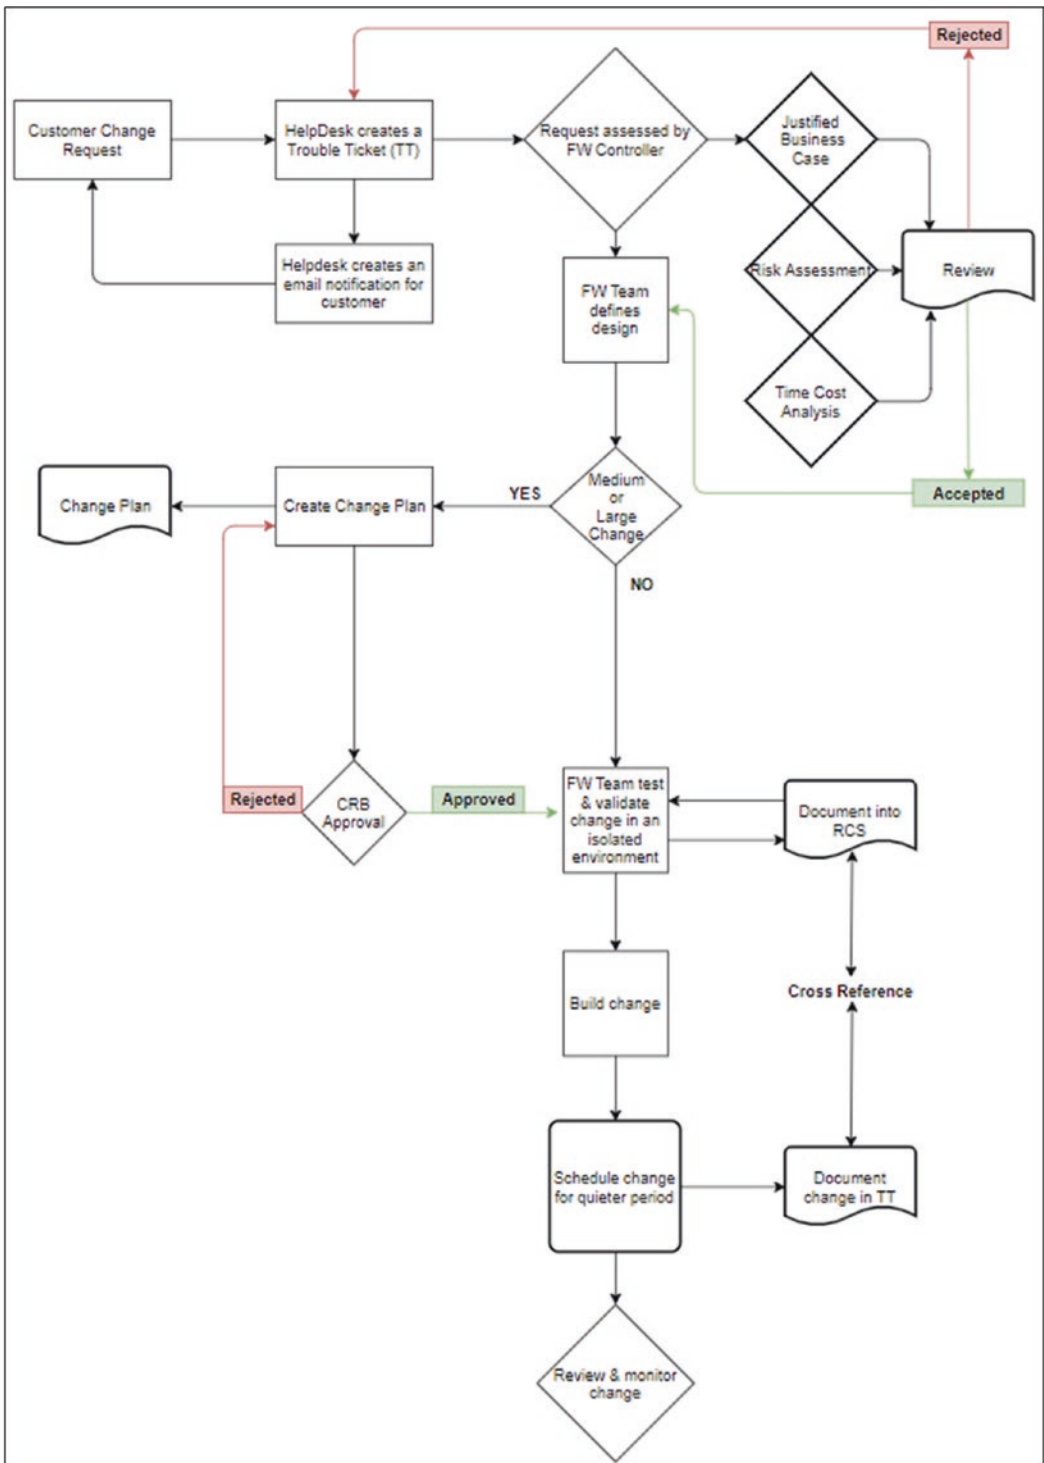 Rejected
Customer Change
Request
HelpDesk creates a
Trouble Ticket (TT)
Request assessed by
FW Controller
Justified
Business
Case
Helpdesk creates an
email notification for
customer
FW Team
defines
design
Risk Assessment
Review
Time Cost
Analysis
Change Plan
Create Change Plan
YES
Medium
or
Large
Change
Accepted
NO
Rejected
CRB
Approval
Approved
FW Team test
& validate
change in an
isolated
environment
Document into
RCS
Build change
Cross Reference
Schedule change
for quieter period
Document
change in TT
Review & monitor
change